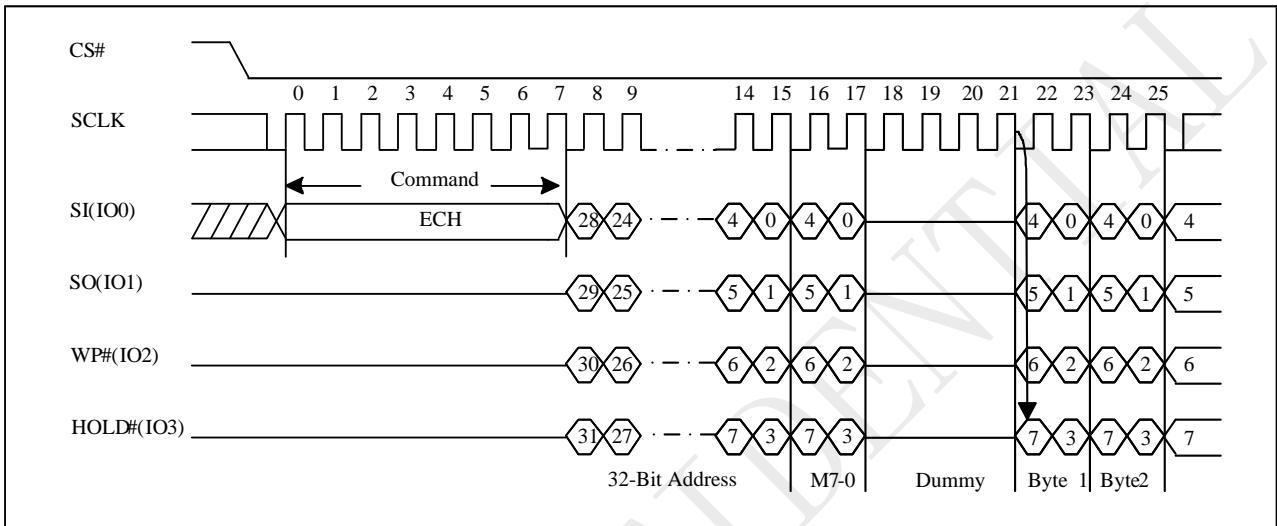 CS#
0 1 2 3 4 5 6 7 8 9 14 15 16 17 18 19 20 21 22 23 24 25
SCLK
Command
SI(IO0) ECH 28 24 4 0 4 0 4 0 4 0 4
SO(IO1) 29 25 5 1 5 1 5 1 5 1 5
WP#(IO2) 30 26 6 2 6 2 6 2 6 2 6
HOLD#(IO3) 31 27 7 3 7 3 7 3 7 3 7
32-Bit Address M7-0 Dummy Byte 1 Byte2